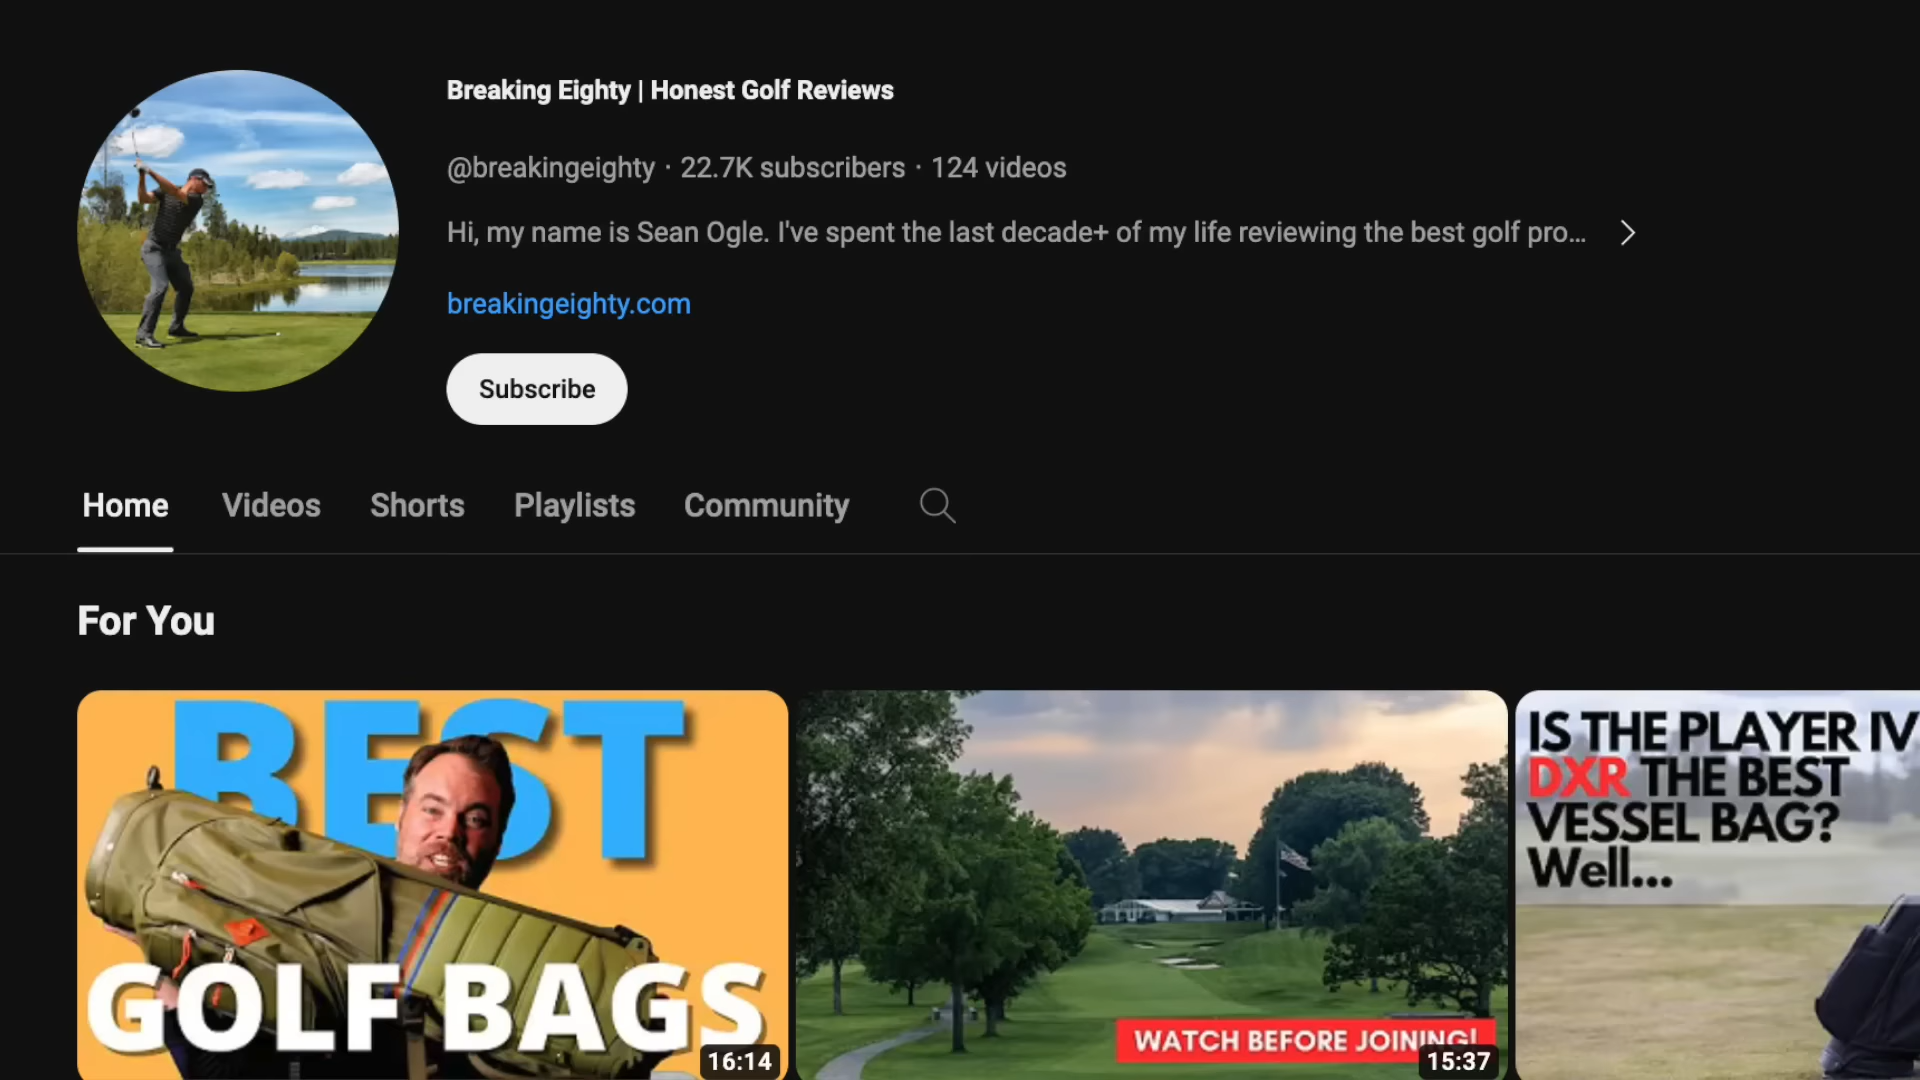 Breaking Eighty | Honest Golf Reviews
@breakingeighty · 22.7K subscribers · 124 videos
Hi, my name is Sean Ogle. I've spent the last decade+ of my life reviewing the best golf pro...
breakingeighty.com
Subscribe
Home Videos Shorts Playlists Community
For You
BEST
GOLF BAGS
16:14
WATCH BEFORE JOINING!
15:37
IS THE PLAYER IV
DXR THE BEST
VESSEL BAG?
Well...